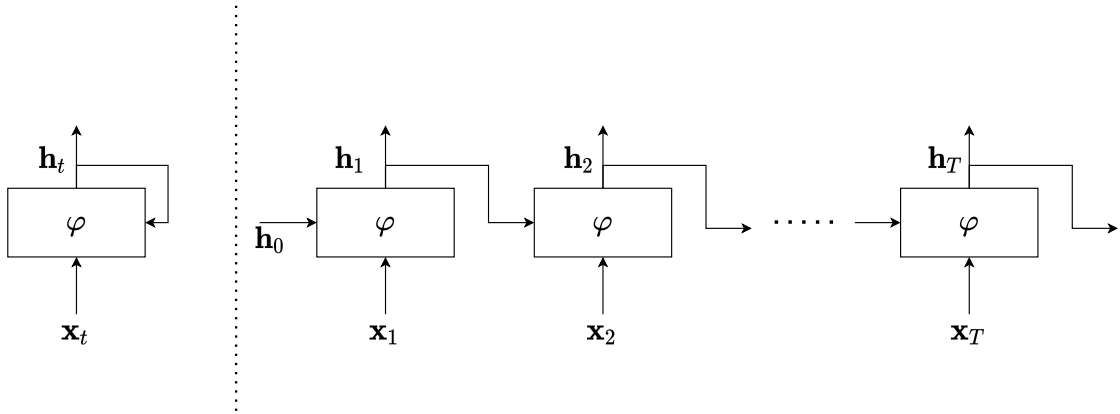 h_t h_1 h_2 h_T
φ φ φ ..... φ
h_0
x_t x_1 x_2 x_T